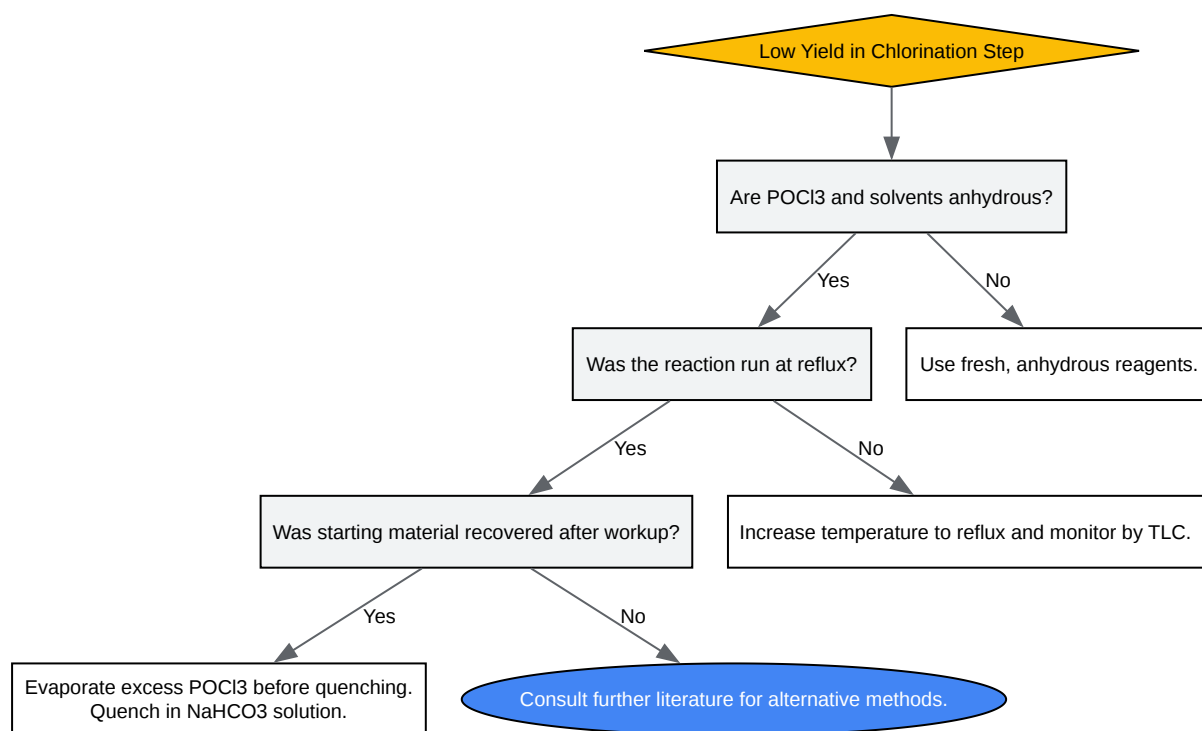 Low Yield in Chlorination Step
Are POCl3 and solvents anhydrous?
Yes
No
Was the reaction run at reflux?
Use fresh, anhydrous reagents.
Yes
No
Was starting material recovered after workup?
Increase temperature to reflux and monitor by TLC.
Yes
No
Evaporate excess POCl3 before quenching.
Quench in NaHCO3 solution.
Consult further literature for alternative methods.